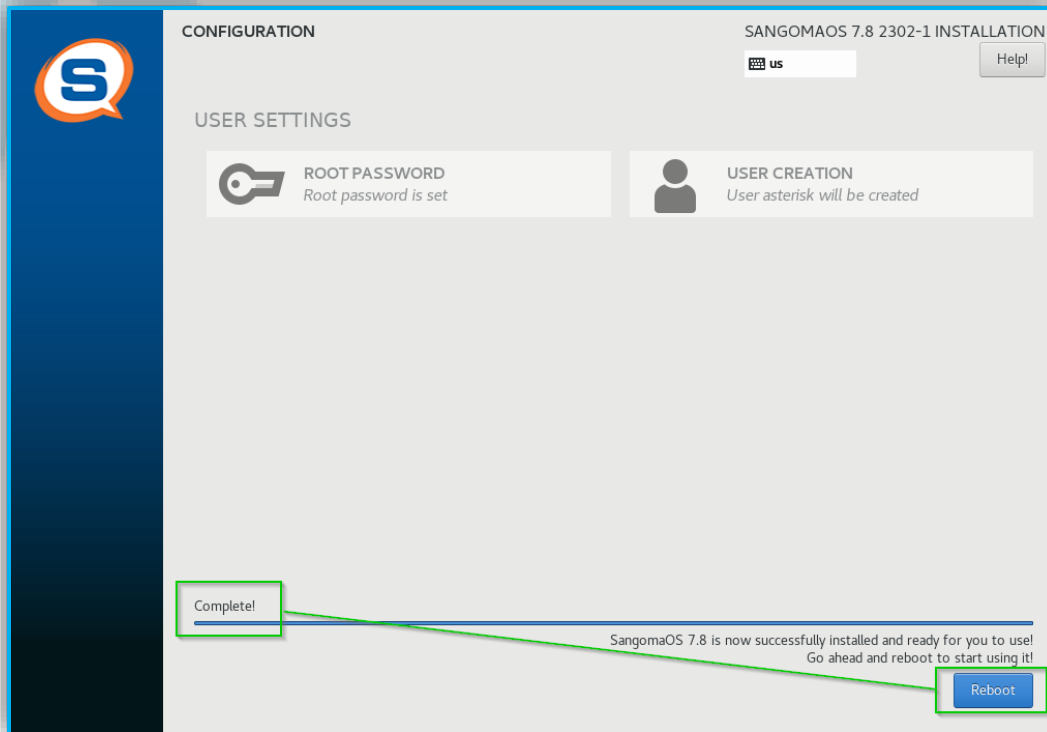 S
CONFIGURATION
SANGOMAOS 7.8 2302-1 INSTALLATION
us
Help!
USER SETTINGS
ROOT PASSWORD
Root password is set
USER CREATION
User asterisk will be created
Complete!
SangomaOS 7.8 is now successfully installed and ready for you to use!
Go ahead and reboot to start using it!
Reboot